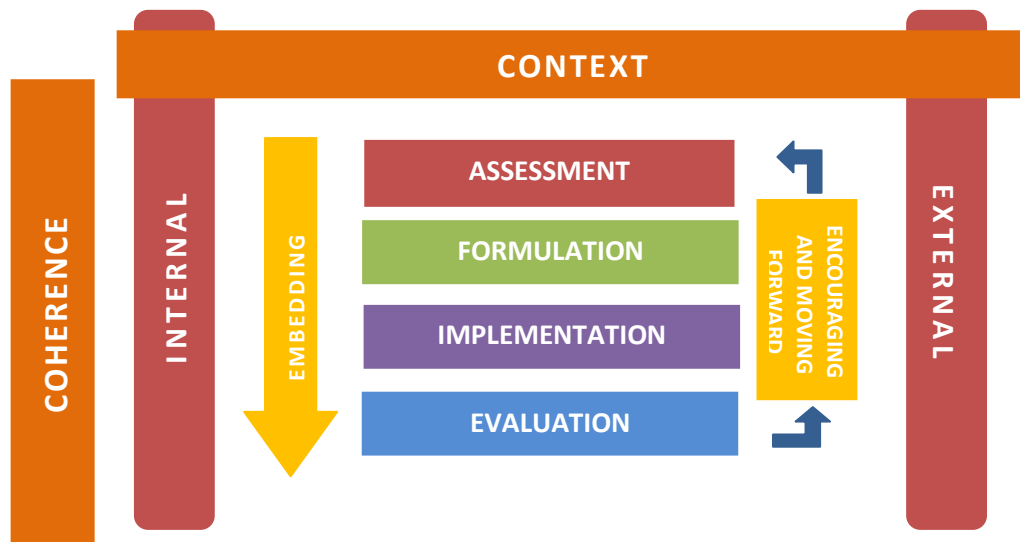 CONTEXT
COHERENCE
INTERNAL
EMBEDDING
ASSESSMENT
FORMULATION
IMPLEMENTATION
EVALUATION
ENCOURAGING
AND MOVING
FORWARD
EXTERNAL